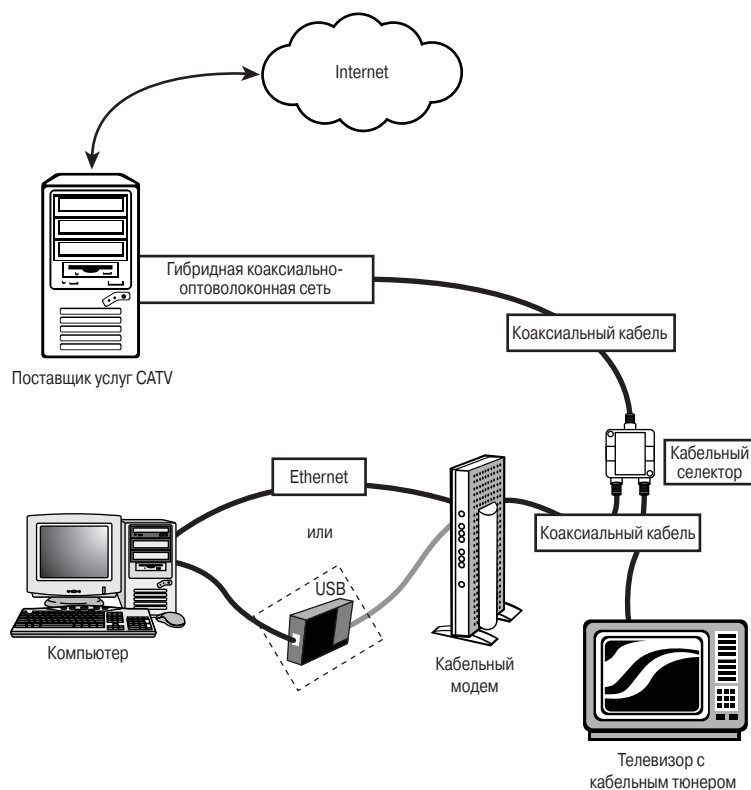 Internet
Гибридная коаксиально-
оптоволоконная сеть
Коаксиальный кабель
Поставщик услуг CATV
Кабельный
селектор
Ethernet
Коаксиальный кабель
или
USB
Компьютер
Кабельный
модем
Телевизор с
кабельным тюнером